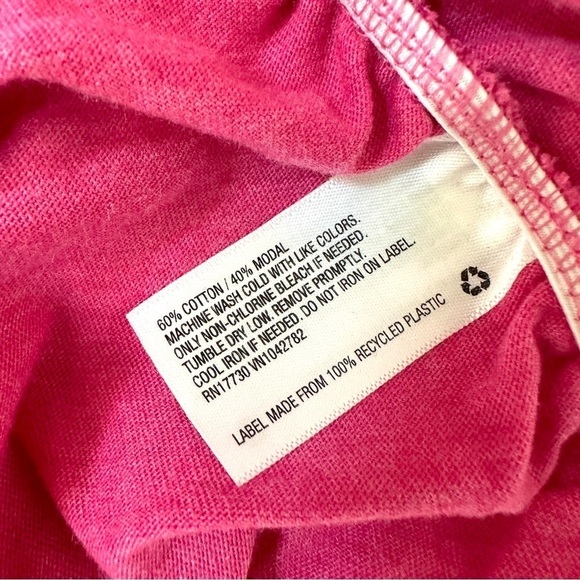 60% COTTON / 40% MODAL
MACHINE WASH COLD WITH LIKE COLORS.
ONLY NON-CHLORINE BLEACH IF NEEDED.
TUMBLE DRY LOW. REMOVE PROMPTLY.
COOL IRON IF NEEDED. DO NOT IRON ON LABEL.
RN17730 VN1042782
LABEL MADE FROM 100% RECYCLED PLASTIC